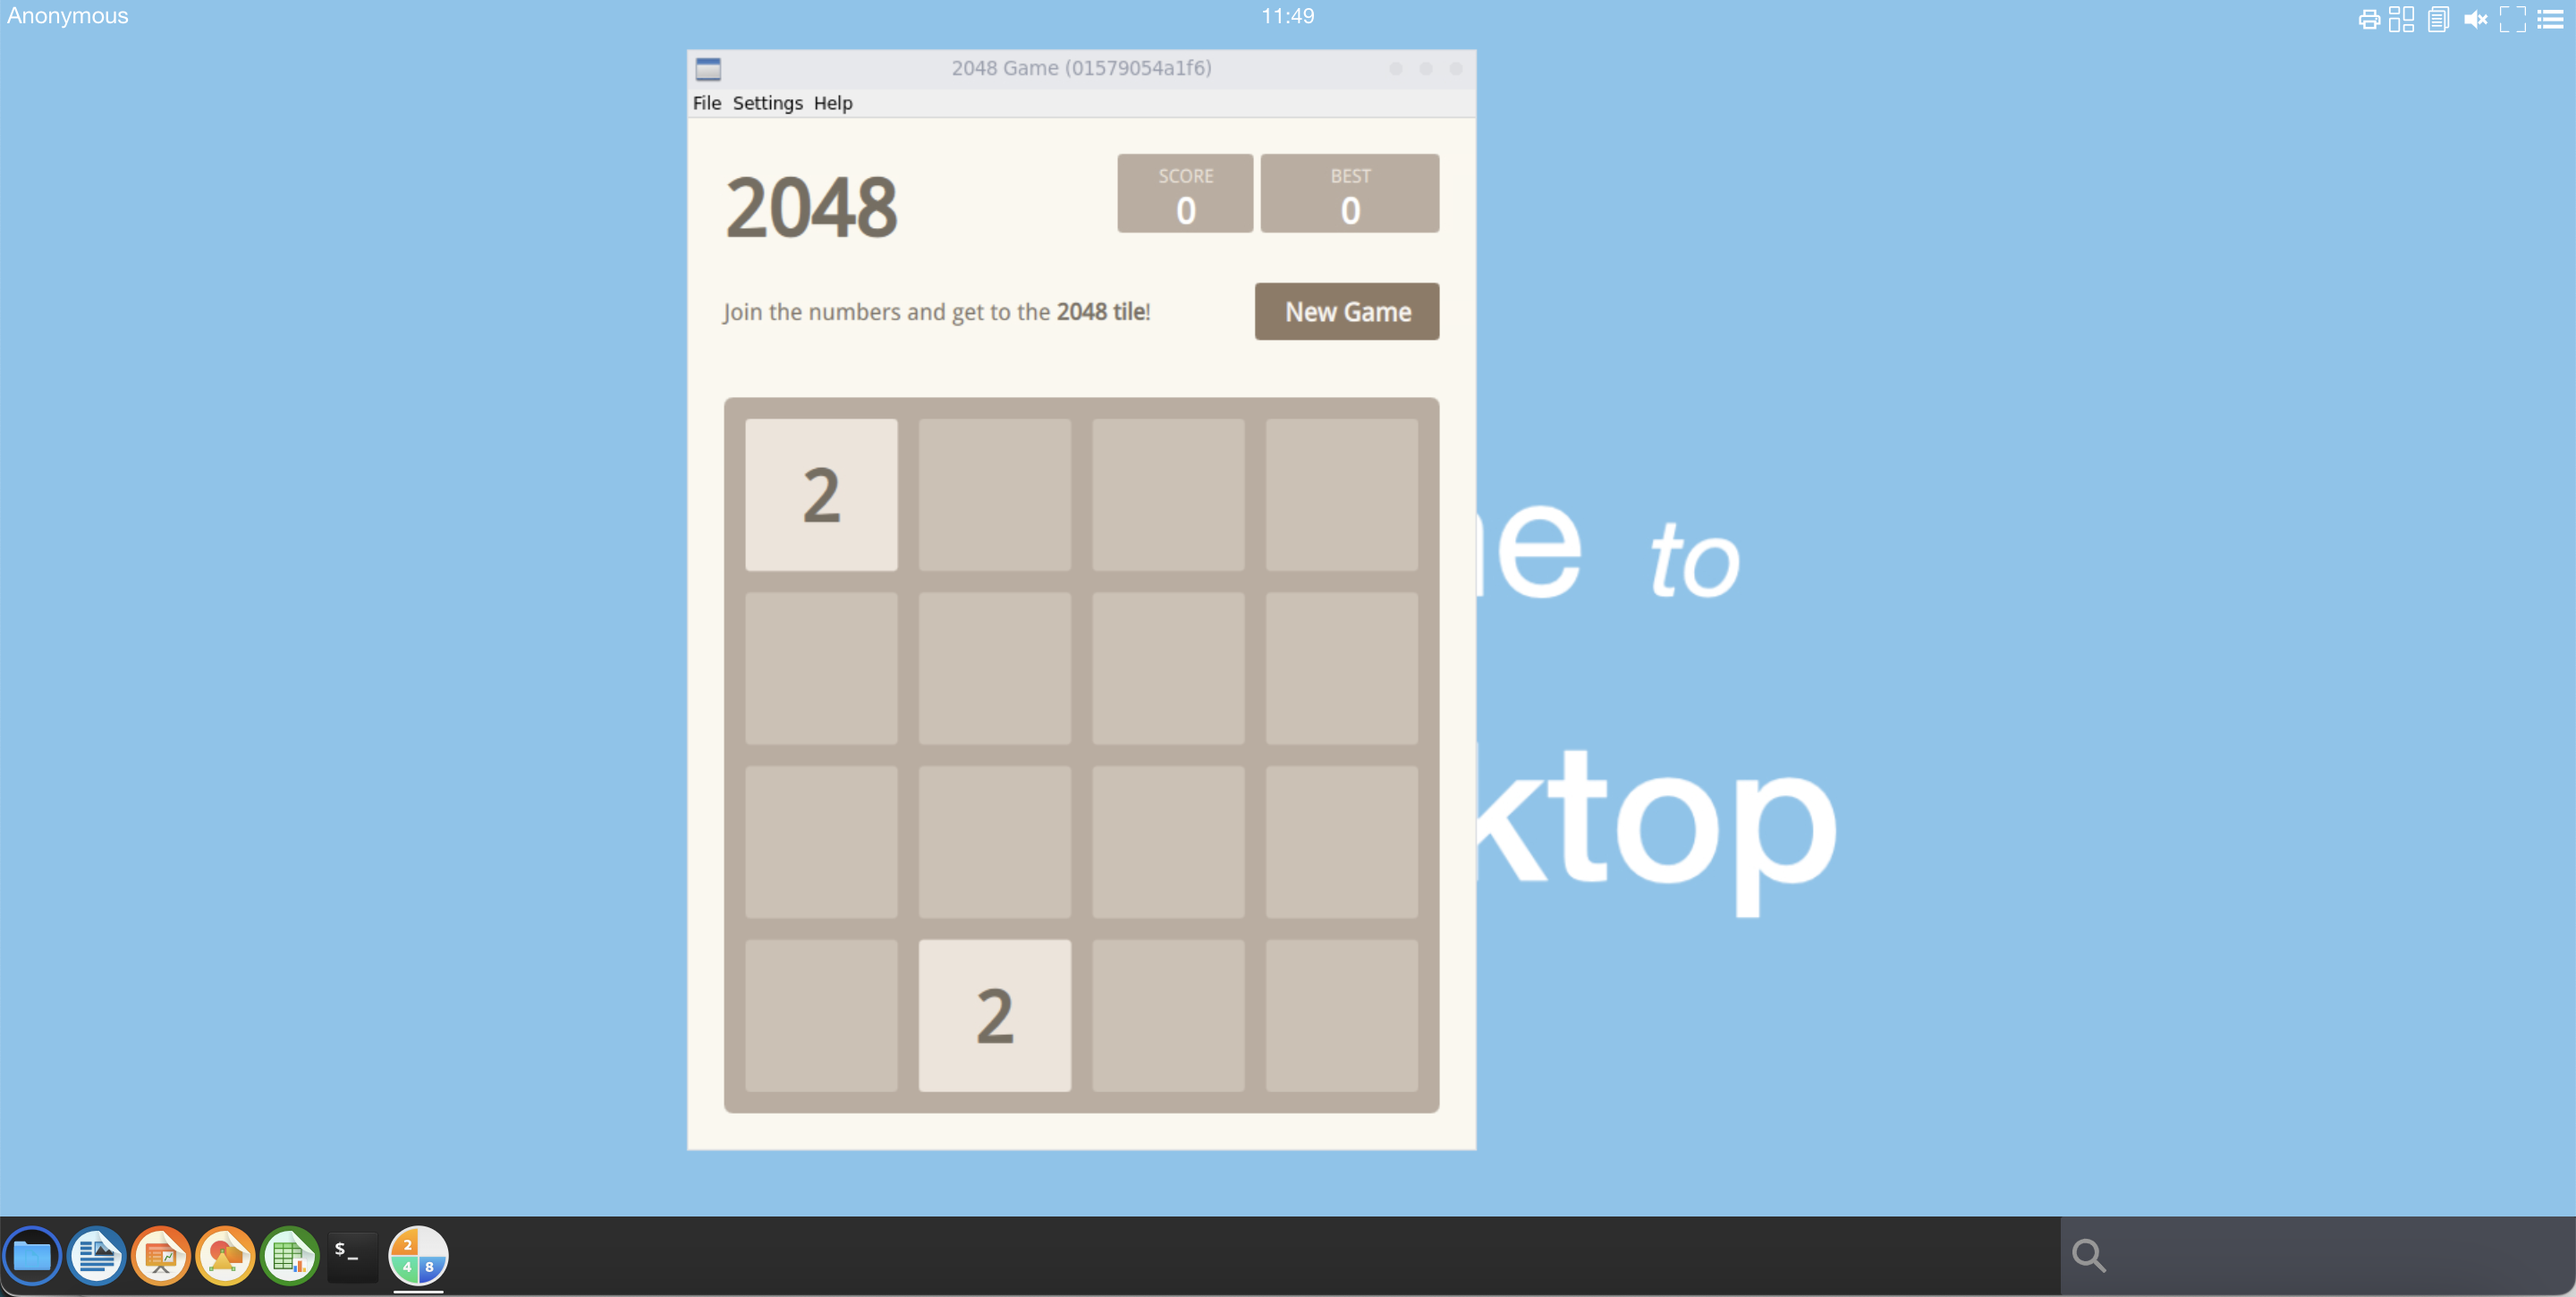 Anonymous
11:49
2048 Game (01579054a1f6)
File Settings Help
2048
SCORE
0
BEST
0
Join the numbers and get to the 2048 tile!
New Game
2
2
to
ktop
$_
2
4 8